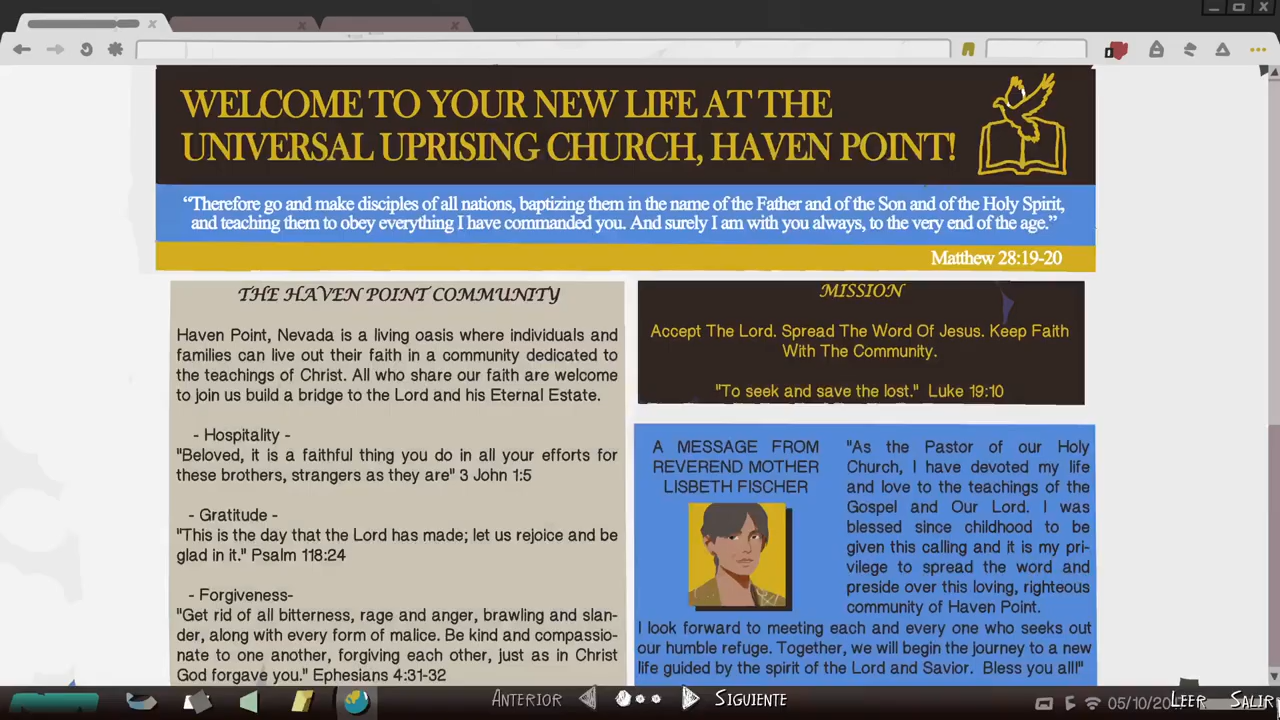 WELCOME TO YOUR NEW LIFE AT THE
UNIVERSAL UPRISING CHURCH, HAVEN POINT!
“Therefore go and make disciples of all nations, baptizing them in the name of the Father and of the Son and of the Holy Spirit,
and teaching them to obey everything I have commanded you. And surely I am with you always, to the very end of the age.”
Matthew 28:19-20
THE HAVEN POINT COMMUNITY
Haven Point, Nevada is a living oasis where individuals and
families can live out their faith in a community dedicated to
the teachings of Christ. All who share our faith are welcome
to join us build a bridge to the Lord and his Eternal Estate.
- Hospitality -
"Beloved, it is a faithful thing you do in all your efforts for
these brothers, strangers as they are" 3 John 1:5
- Gratitude -
"This is the day that the Lord has made; let us rejoice and be
glad in it." Psalm 118:24
- Forgiveness-
"Get rid of all bitterness, rage and anger, brawling and slan-
der, along with every form of malice. Be kind and compassio-
nate to one another, forgiving each other, just as in Christ
God forgave you." Ephesians 4:31-32
MISSION
Accept The Lord. Spread The Word Of Jesus. Keep Faith
With The Community.
"To seek and save the lost." Luke 19:10
A MESSAGE FROM
REVEREND MOTHER
LISBETH FISCHER
"As the Pastor of our Holy
Church, I have devoted my life
and love to the teachings of the
Gospel and Our Lord. I was
blessed since childhood to be
given this calling and it is my pri-
vilege to spread the word and
preside over this loving, righteous
community of Haven Point.
I look forward to meeting each and every one who seeks out
our humble refuge. Together, we will begin the journey to a new
life guided by the spirit of the Lord and Savior. Bless you all!"
ANTERIOR
SIGUIENTE
LEER
SALIR